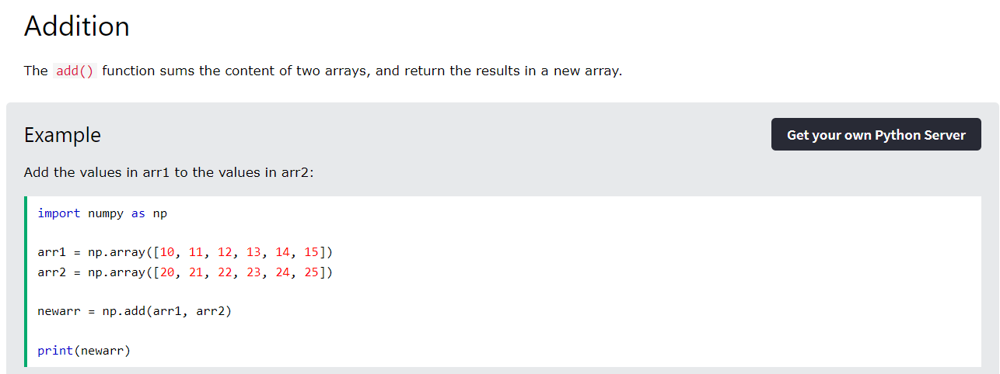 Addition
The add() function sums the content of two arrays, and return the results in a new array.
Example
Get your own Python Server
Add the values in arr1 to the values in arr2:
import numpy as np
arr1 = np.array([10, 11, 12, 13, 14, 15])
arr2 = np.array([20, 21, 22, 23, 24, 25])
newarr = np.add(arr1, arr2)
print(newarr)